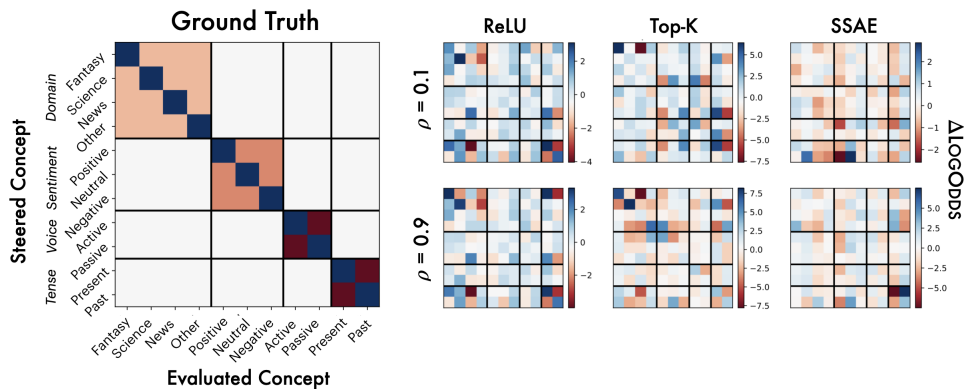 Ground Truth
ReLU
Top-K
SSAE
Steered Concept
Domain
Sentiment
Voice
Tense
Fantasy
Science
News
Other
Positive
Neutral
Negative
Active
Passive
Present
Past
Fantasy
Science
News
Other
Positive
Neutral
Negative
Active
Passive
Present
Past
Evaluated Concept
ρ = 0.1
2
0
−2
−4
5.0
2.5
0.0
−2.5
−5.0
−7.5
2
1
0
−1
−2
ρ = 0.9
2
0
−2
7.5
5.0
2.5
0.0
−2.5
−5.0
−7.5
5.0
2.5
0.0
−2.5
−5.0
ΔLOGODDS